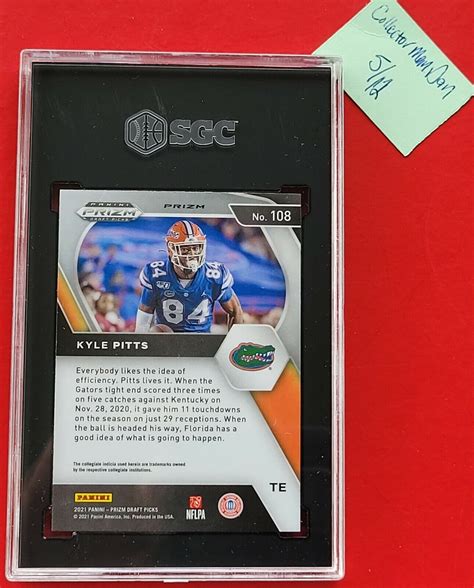 Collector Man Dan
5/12
SGC
PANINI
PRIZM
DRAFT PICKS
PRIZM
No. 108
84
84
KYLE PITTS
Everybody likes the idea of
efficiency. Pitts lives it. When the
Gators tight end scored three times
on five catches against Kentucky on
Nov. 28, 2020, it gave him 11 touchdowns
on the season on just 29 receptions. When
the ball is headed his way, Florida has a
good idea of what is going to happen.
The collegiate indicia used herein are trademarks owned
by the respective collegiate institutions.
TE
PANINI
NFLPA
2021 PANINI – PRIZM DRAFT PICKS
© 2021 Panini America, Inc. Produced in the USA.